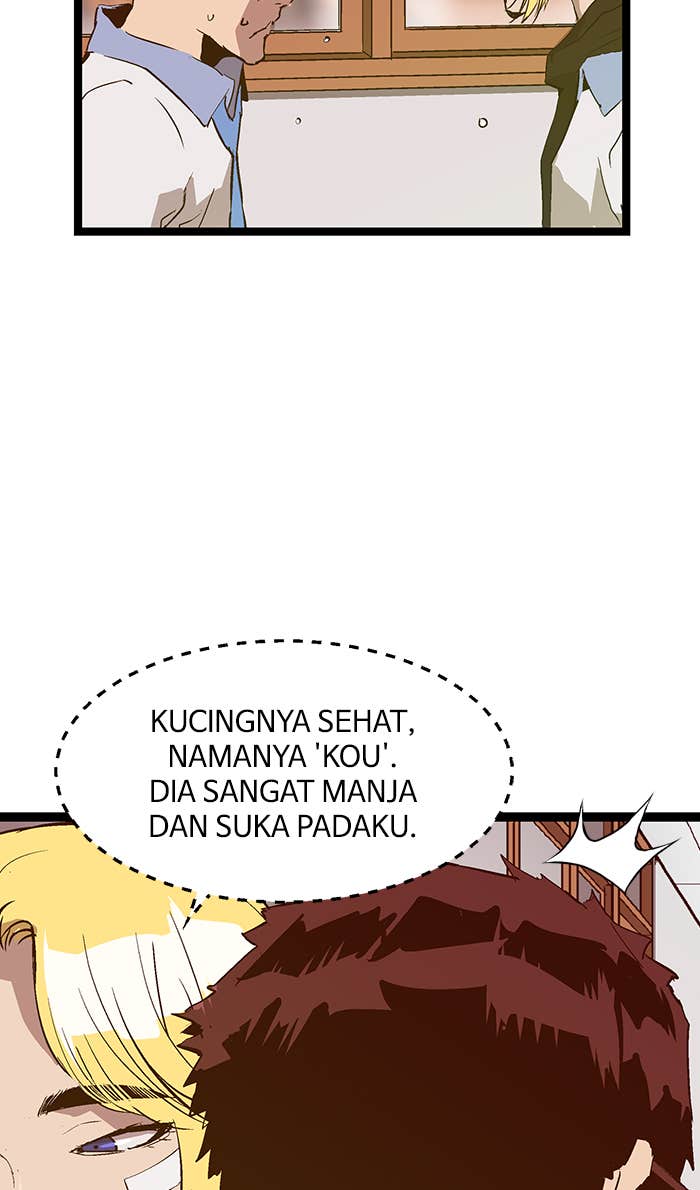 KUCINGNYA SEHAT,
NAMANYA 'KOU'.
DIA SANGAT MANJA
DAN SUKA PADAKU.